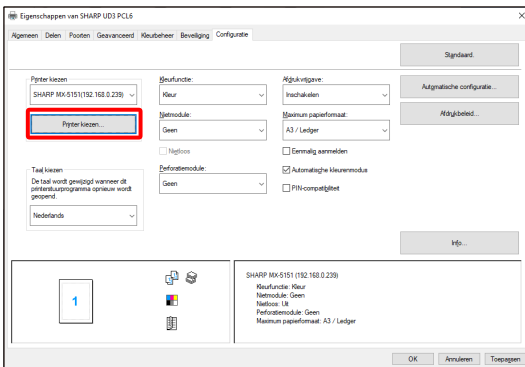 Eigenschappen van SHARP UD3 PCL6
Algemeen Delen Poorten Geavanceerd Kleurbeheer Beveiliging Configuratie
Standaard
Printer kiezen
SHARP MX-5151(192.168.0.239)
Printer kiezen...
Taal kiezen
De taal wordt gewijzigd wanneer dit
printerstuurprogramma opnieuw wordt
geopend.
Nederlands
Kleurfunctie:
Kleur
Nietmodule:
Geen
Nietloos
Perforatiemodule:
Geen
Afdrukvrijgave:
Inschakelen
Maximum papierformaat:
A3 / Ledger
Eenmalig aanmelden
Automatische kleurenmodus
PIN-compatibiliteit
Automatische configuratie...
Afdrukbeleid...
Info...
1
SHARP MX-5151 (192.168.0.239)
Kleurfunctie: Kleur
Nietmodule: Geen
Nietloos: Uit
Perforatiemodule: Geen
Maximum papierformaat: A3 / Ledger
OK Annuleren Toepassen